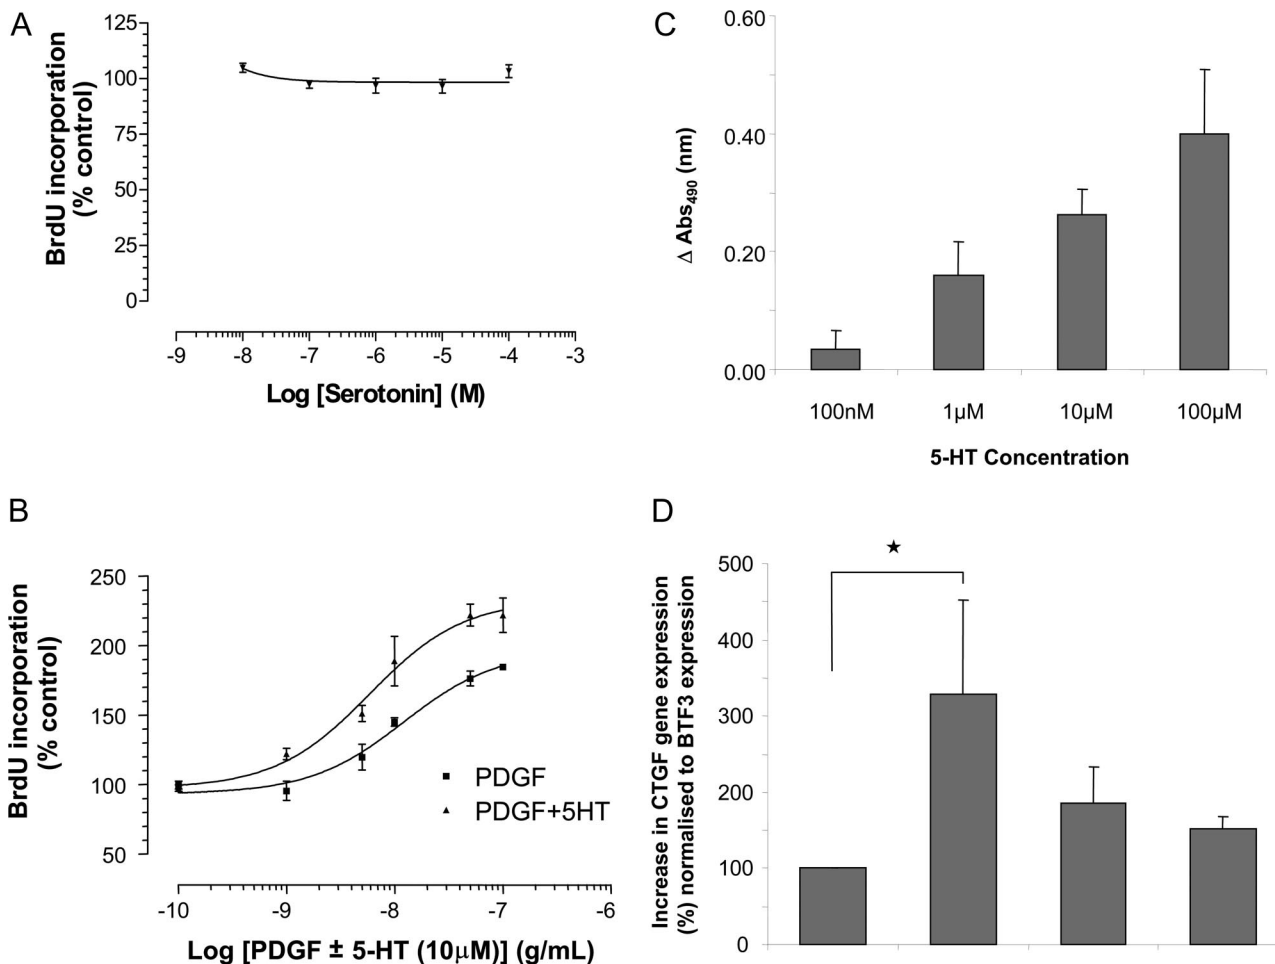 A
BrdU incorporation
(% control)
125
100
75
50
25
0
-9 -8 -7 -6 -5 -4 -3
Log [Serotonin] (M)
B
BrdU incorporation
(% control)
250
200
150
100
50
PDGF
PDGF+5HT
-10 -9 -8 -7 -6
Log [PDGF ± 5-HT (10µM)] (g/mL)
C
Δ Abs490 (nm)
0.60
0.40
0.20
0.00
100nM 1µM 10µM 100µM
5-HT Concentration
D
Increase in CTGF gene expression
(%) normalised to BTF3 expression
500
400
300
200
100
0
★